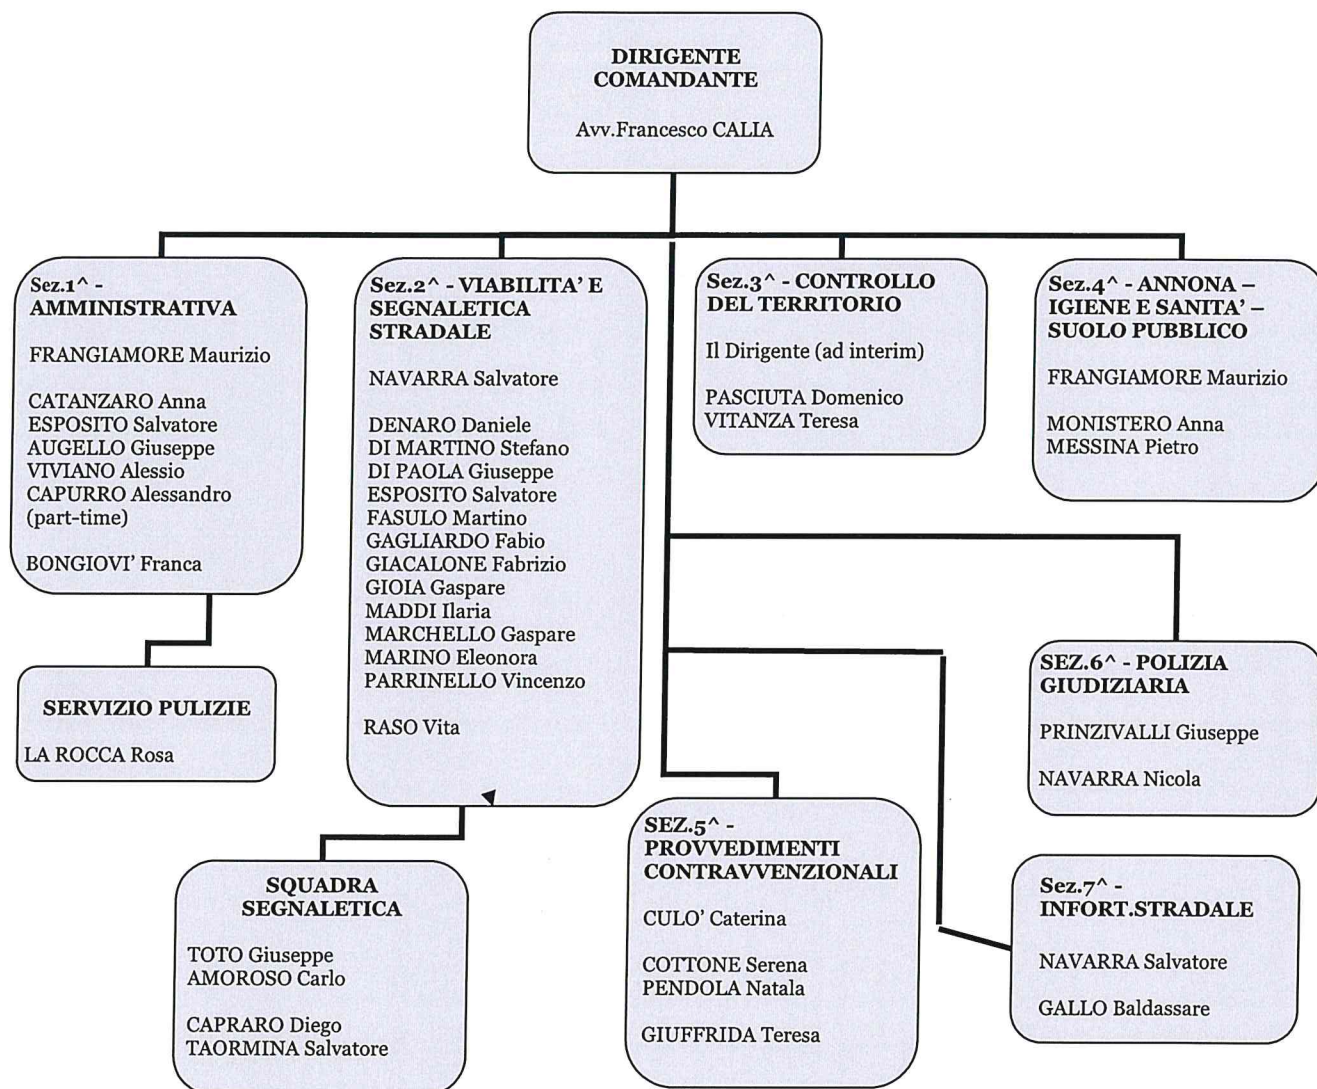 DIRIGENTE
COMANDANTE
Avv.Francesco CALIA
Sez.1^ -
AMMINISTRATIVA
FRANGIAMORE Maurizio
CATANZARO Anna
ESPOSITO Salvatore
AUGELLO Giuseppe
VIVIANO Alessio
CAPURRO Alessandro
(part-time)
BONGIOVI’ Franca
SERVIZIO PULIZIE
LA ROCCA Rosa
Sez.2^ - VIABILITA’ E
SEGNALETICA
STRADALE
NAVARRA Salvatore
DENARO Daniele
DI MARTINO Stefano
DI PAOLA Giuseppe
ESPOSITO Salvatore
FASULO Martino
GAGLIARDO Fabio
GIACALONE Fabrizio
GIOIA Gaspare
MADDI Ilaria
MARCHELLO Gaspare
MARINO Eleonora
PARRINELLO Vincenzo
RASO Vita
SQUADRA
SEGNALETICA
TOTO Giuseppe
AMOROSO Carlo
CAPRARO Diego
TAORMINA Salvatore
Sez.3^ - CONTROLLO
DEL TERRITORIO
Il Dirigente (ad interim)
PASCIUTA Domenico
VITANZA Teresa
Sez.4^ - ANNONA –
IGIENE E SANITA’ –
SUOLO PUBBLICO
FRANGIAMORE Maurizio
MONISTERO Anna
MESSINA Pietro
SEZ.5^ -
PROVVEDIMENTI
CONTRAVVENZIONALI
CULO’ Caterina
COTTONE Serena
PENDOLA Natala
GIUFFRIDA Teresa
SEZ.6^ - POLIZIA
GIUDIZIARIA
PRINZIVALLI Giuseppe
NAVARRA Nicola
Sez.7^ -
INFORT.STRADALE
NAVARRA Salvatore
GALLO Baldassare